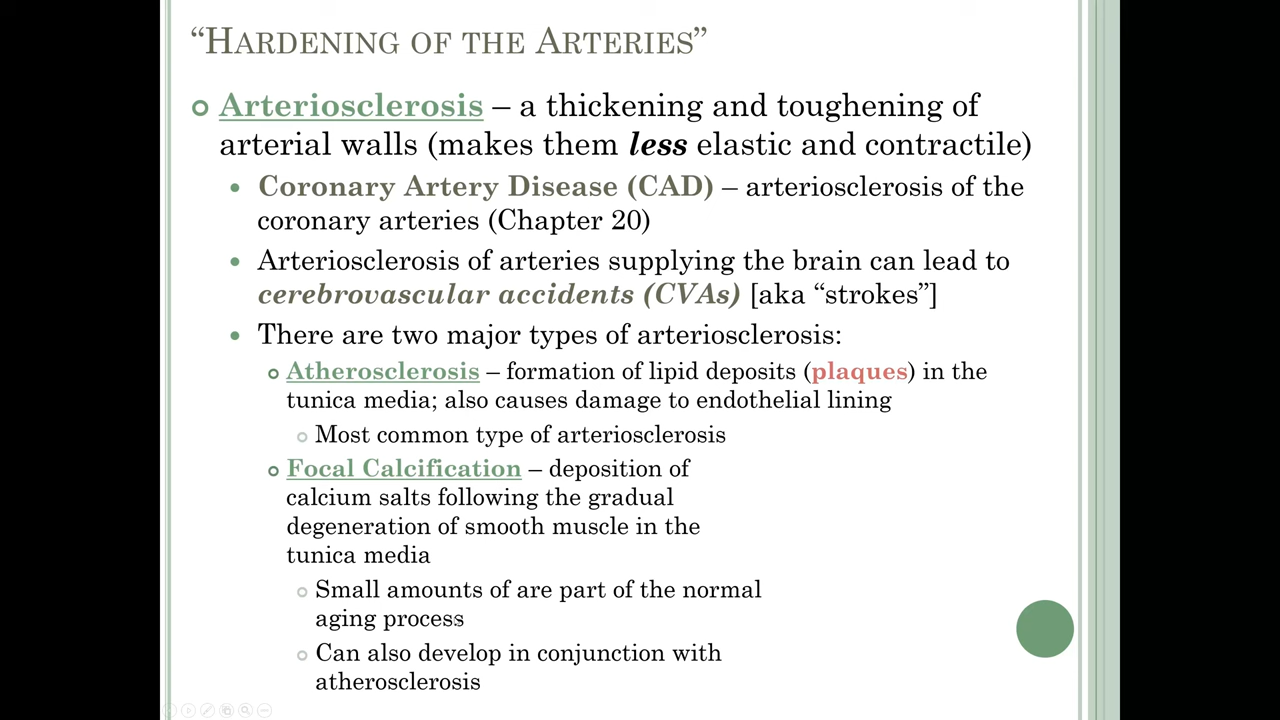 “Hardening of the Arteries”
Arteriosclerosis – a thickening and toughening of
arterial walls (makes them less elastic and contractile)
Coronary Artery Disease (CAD) – arteriosclerosis of the
coronary arteries (Chapter 20)
Arteriosclerosis of arteries supplying the brain can lead to
cerebrovascular accidents (CVAs) [aka “strokes”]
There are two major types of arteriosclerosis:
Atherosclerosis – formation of lipid deposits (plaques) in the
tunica media; also causes damage to endothelial lining
Most common type of arteriosclerosis
Focal Calcification – deposition of
calcium salts following the gradual
degeneration of smooth muscle in the
tunica media
Small amounts of are part of the normal
aging process
Can also develop in conjunction with
atherosclerosis